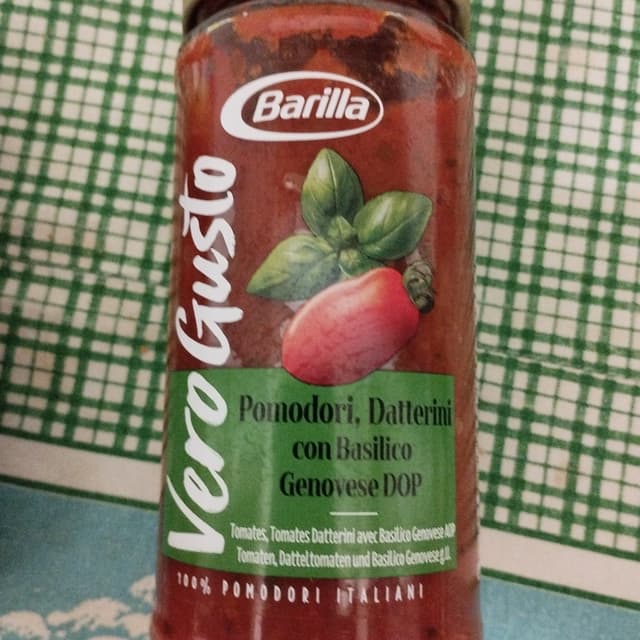 Barilla
Vero Gusto
Pomodori, Datterini
con Basilico
Genovese DOP
Tomates, Tomates Datterini avec Basilico Genovese AOP
Tomaten, Datteltomaten und Basilico Genovese g.U.
100% POMODORI ITALIANI